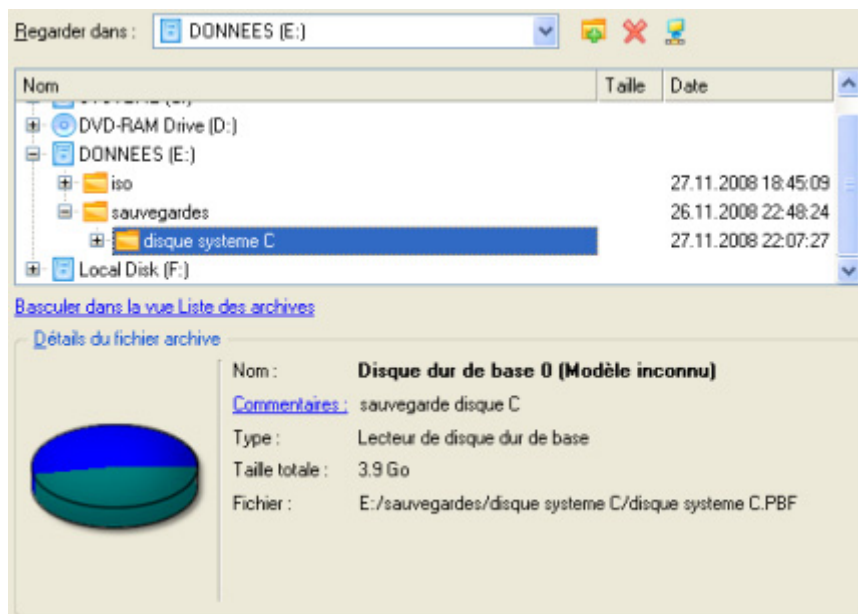 Regarder dans : DONNEES (E:)
Nom Taille Date
DVD-RAM Drive (D:)
DONNEES (E:)
iso 27.11.2008 18:45:09
sauvegardes 26.11.2008 22:48:24
disque systeme C 27.11.2008 22:07:27
Local Disk (F:)
Basculer dans la vue Liste des archives
Détails du fichier archive
Nom : Disque dur de base 0 (Modèle inconnu)
Commentaires : sauvegarde disque C
Type : Lecteur de disque dur de base
Taille totale : 3.9 Go
Fichier : E:/sauvegardes/disque systeme C/disque systeme C.PBF